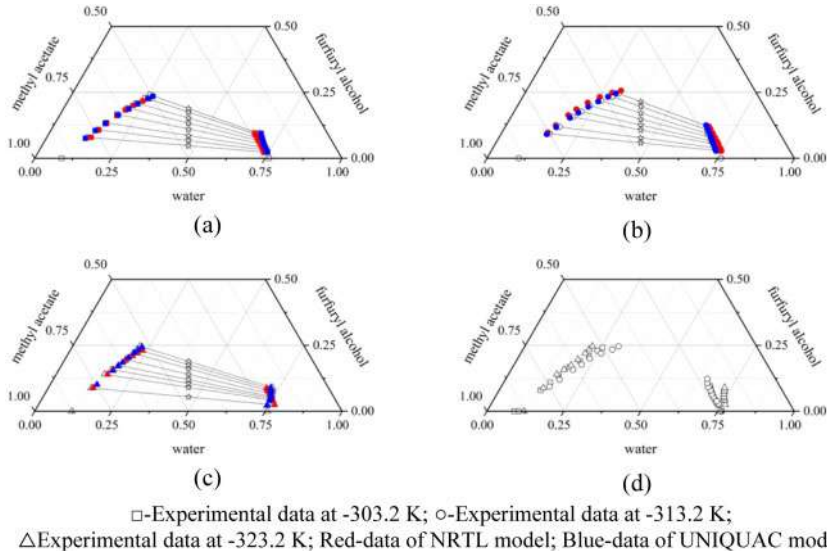 0.50 0.50
methyl acetate
furfuryl alcohol
0.75 0.25
1.00 0.00
0.00 0.25 0.50 0.75 1.00
water
(a)
0.50 0.50
methyl acetate
furfuryl alcohol
0.75 0.25
1.00 0.00
0.00 0.25 0.50 0.75 1.00
water
(b)
0.50 0.50
methyl acetate
furfuryl alcohol
0.75 0.25
1.00 0.00
0.00 0.25 0.50 0.75 1.00
water
(c)
0.50 0.50
methyl acetate
furfuryl alcohol
0.75 0.25
1.00 0.00
0.00 0.25 0.50 0.75 1.00
water
(d)
□-Experimental data at -303.2 K; ○-Experimental data at -313.2 K;
△Experimental data at -323.2 K; Red-data of NRTL model; Blue-data of UNIQUAC mod